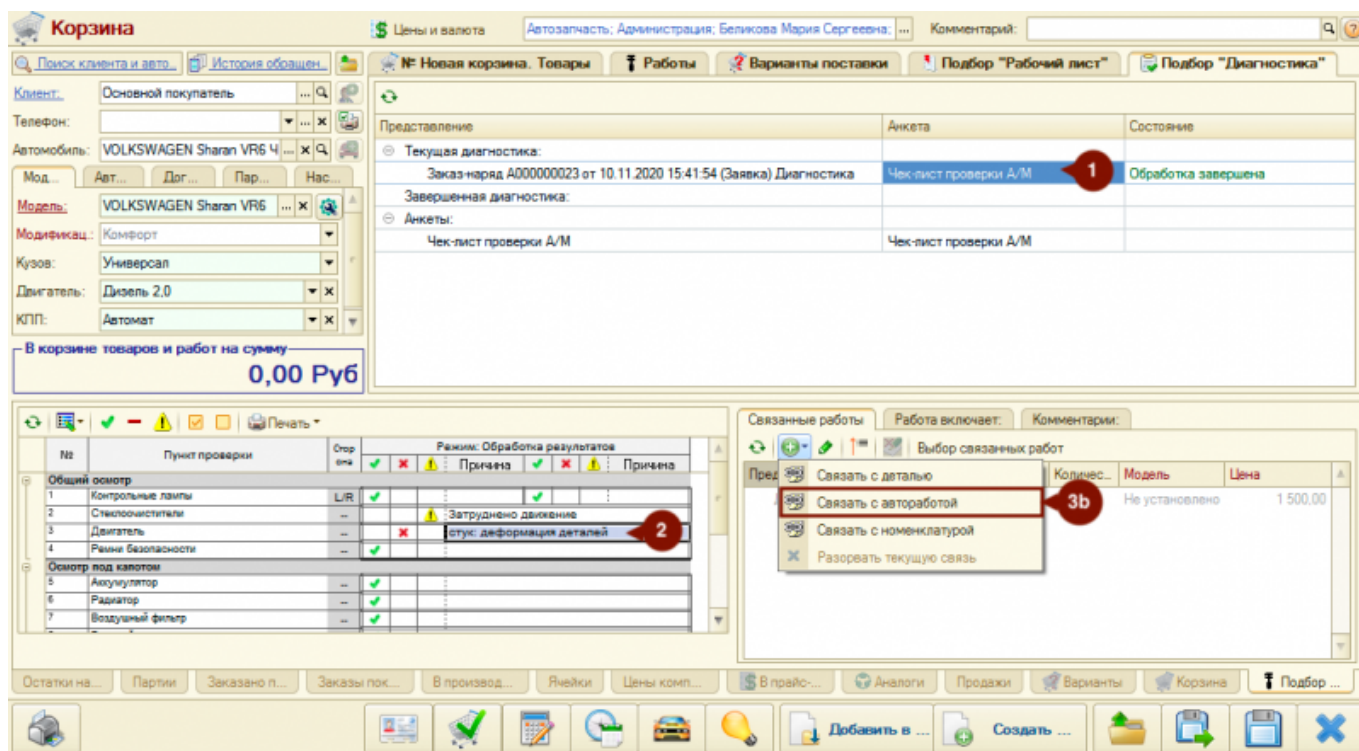 Корзина
Цены и валюта
Автозапчасть; Администрация; Беликова Мария Сергеевна; ...
Комментарий:
Поиск клиента и авто...
История обращен...
№ Новая корзина. Товары
Работы
Варианты поставки
Подбор "Рабочий лист"
Подбор "Диагностика"
Клиент:
Основной покупатель
Телефон:
Автомобиль:
VOLKSWAGEN Sharan VR6 Ч
Мод...
Авт...
Дог...
Пар...
Нас...
Модель:
VOLKSWAGEN Sharan VR6
Модификац.:
Комфорт
Кузов:
Универсал
Двигатель:
Дизель 2,0
КПП:
Автомат
В корзине товаров и работ на сумму
0,00 Руб
Представление
Анкета
Состояние
Текущая диагностика:
Заказ-наряд А000000023 от 10.11.2020 15:41:54 (Заявка) Диагностика
Чек-лист проверки А/М
1
Обработка завершена
Завершенная диагностика:
Анкеты:
Чек-лист проверки А/М
Чек-лист проверки А/М
Печать
№
Пункт проверки
Стор она
Режим: Обработка результатов
Причина
Причина
Общий осмотр
1 Контрольные лампы L/R
2 Стеклоочистители -- Затруднено движение
3 Двигатель -- стук: деформация деталей
2
4 Ремни безопасности --
Осмотр под капотом
5 Аккумулятор --
6 Радиатор --
7 Воздушный фильтр --
Связанные работы
Работа включает:
Комментарии:
Выбор связанных работ
Пред
Количес...
Модель
Цена
Не установлено
1 500,00
Связать с деталью
Связать с автоработой
3b
Связать с номенклатурой
Разорвать текущую связь
Остатки на...
Партии
Заказано п...
Заказы пок...
В производ...
Ячейки
Цены комп...
В прайс-...
Аналоги
Продажи
Варианты
Корзина
Подбор ...
Добавить в ...
Создать ...